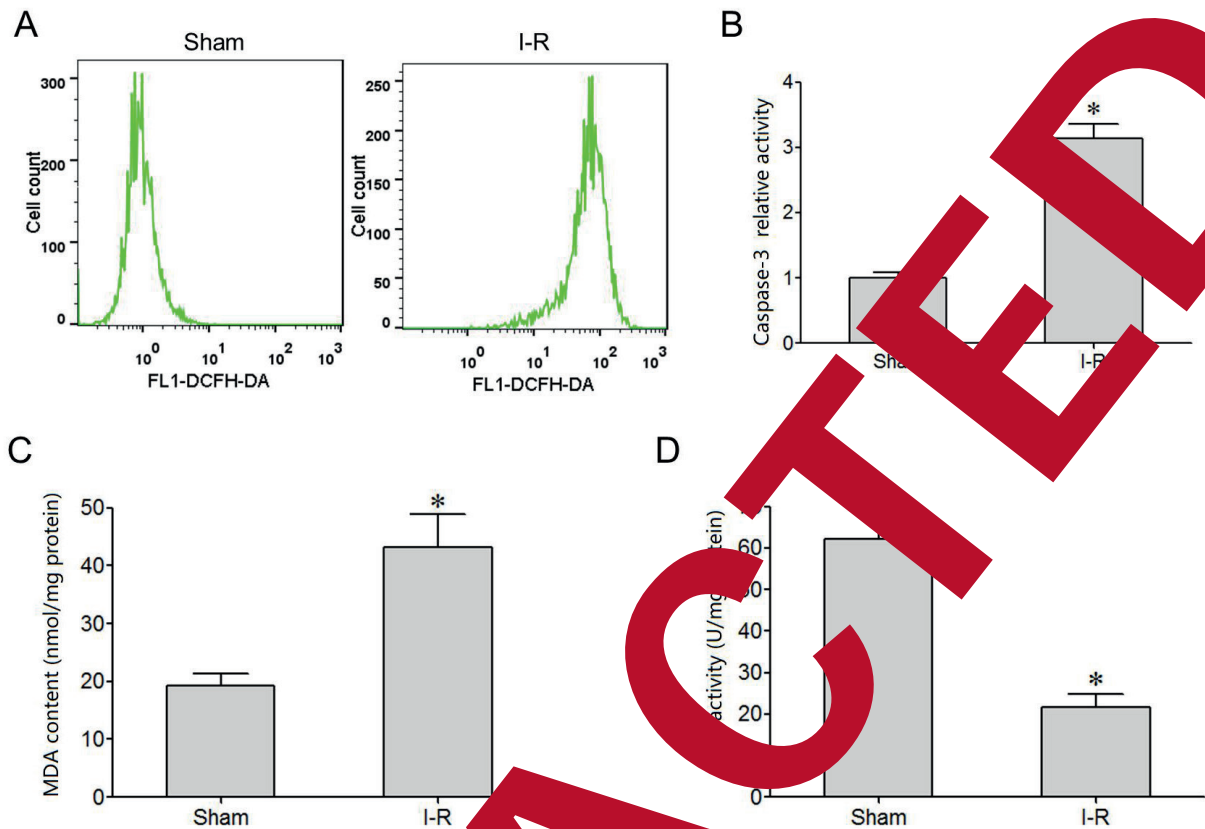 A
Sham
I-R
300
200
100
0
Cell count
10^0 10^1 10^2 10^3
FL1-DCFH-DA
250
200
150
100
50
0
Cell count
10^0 10^1 10^2 10^3
FL1-DCFH-DA
B
Caspase-3 relative activity
4
3
2
1
0
*
I-R
C
MDA content (nmol/mg protein)
50
40
30
20
10
0
*
Sham I-R
D
activity (U/mg
60
40
30
20
0
*
Sham I-R
CTED